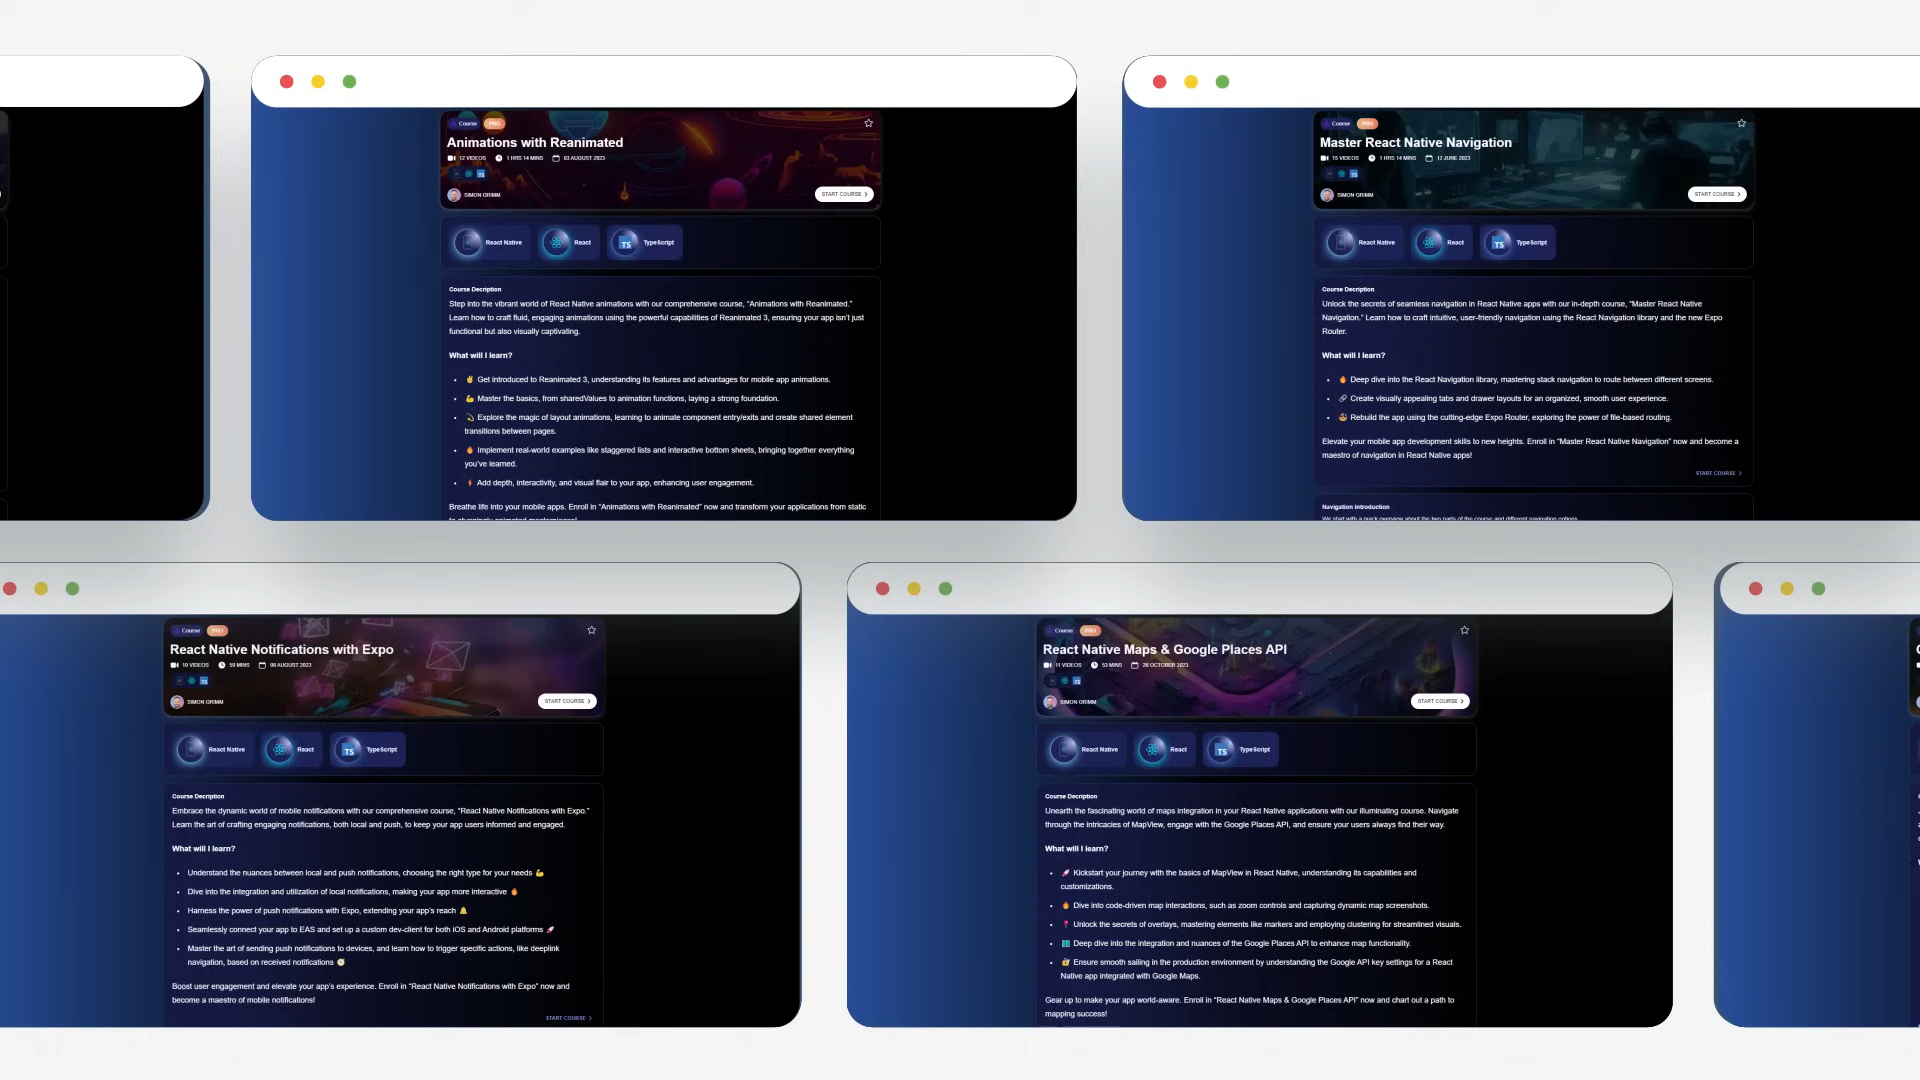 Course PRO
Animations with Reanimated
12 VIDEOS 1 HRS 14 MINS 03 AUGUST 2023
TS
SIMON GRIMM
START COURSE
React Native React TS TypeScript
Course Decription
Step into the vibrant world of React Native animations with our comprehensive course, "Animations with Reanimated."
Learn how to craft fluid, engaging animations using the powerful capabilities of Reanimated 3, ensuring your app isn't just
functional but also visually captivating.
What will I learn?
• ✌️ Get introduced to Reanimated 3, understanding its features and advantages for mobile app animations.
• 💪 Master the basics, from sharedValues to animation functions, laying a strong foundation.
• 💫 Explore the magic of layout animations, learning to animate component entry/exits and create shared element
transitions between pages.
• 🔥 Implement real-world examples like staggered lists and interactive bottom sheets, bringing together everything
you've learned.
• ⚡ Add depth, interactivity, and visual flair to your app, enhancing user engagement.
Breathe life into your mobile apps. Enroll in "Animations with Reanimated" now and transform your applications from static
Course PRO
Master React Native Navigation
15 VIDEOS 1 HRS 14 MINS 12 JUNE 2023
TS
SIMON GRIMM
START COURSE
React Native React TS TypeScript
Course Decription
Unlock the secrets of seamless navigation in React Native apps with our in-depth course, "Master React Native
Navigation." Learn how to craft intuitive, user-friendly navigation using the React Navigation library and the new Expo
Router.
What will I learn?
• 🔥 Deep dive into the React Navigation library, mastering stack navigation to route between different screens.
• 🔗 Create visually appealing tabs and drawer layouts for an organized, smooth user experience.
• 🤓 Rebuild the app using the cutting-edge Expo Router, exploring the power of file-based routing.
Elevate your mobile app development skills to new heights. Enroll in "Master React Native Navigation" now and become a
maestro of navigation in React Native apps!
START COURSE
Navigation Introduction
We start with a quick overview about the two parts of the course and different navigation options.
Course PRO
React Native Notifications with Expo
10 VIDEOS 59 MINS 08 AUGUST 2023
TS
SIMON GRIMM
START COURSE
React Native React TS TypeScript
Course Decription
Embrace the dynamic world of mobile notifications with our comprehensive course, "React Native Notifications with Expo."
Learn the art of crafting engaging notifications, both local and push, to keep your app users informed and engaged.
What will I learn?
• Understand the nuances between local and push notifications, choosing the right type for your needs 💪
• Dive into the integration and utilization of local notifications, making your app more interactive 🔥
• Harness the power of push notifications with Expo, extending your app's reach 🔔
• Seamlessly connect your app to EAS and set up a custom dev-client for both iOS and Android platforms 🚀
• Master the art of sending push notifications to devices, and learn how to trigger specific actions, like deeplink
navigation, based on received notifications 🧭
Boost user engagement and elevate your app's experience. Enroll in "React Native Notifications with Expo" now and
become a maestro of mobile notifications!
START COURSE
Course PRO
React Native Maps & Google Places API
11 VIDEOS 53 MINS 26 OCTOBER 2023
TS
SIMON GRIMM
START COURSE
React Native React TS TypeScript
Course Decription
Unearth the fascinating world of maps integration in your React Native applications with our illuminating course. Navigate
through the intricacies of MapView, engage with the Google Places API, and ensure your users always find their way.
What will I learn?
• 🚀 Kickstart your journey with the basics of MapView in React Native, understanding its capabilities and
customizations.
• 🔥 Dive into code-driven map interactions, such as zoom controls and capturing dynamic map screenshots.
• 📍 Unlock the secrets of overlays, mastering elements like markers and employing clustering for streamlined visuals.
• 🗺️ Deep dive into the integration and nuances of the Google Places API to enhance map functionality.
• 🔐 Ensure smooth sailing in the production environment by understanding the Google API key settings for a React
Native app integrated with Google Maps.
Gear up to make your app world-aware. Enroll in "React Native Maps & Google Places API" now and chart out a path to
mapping success!